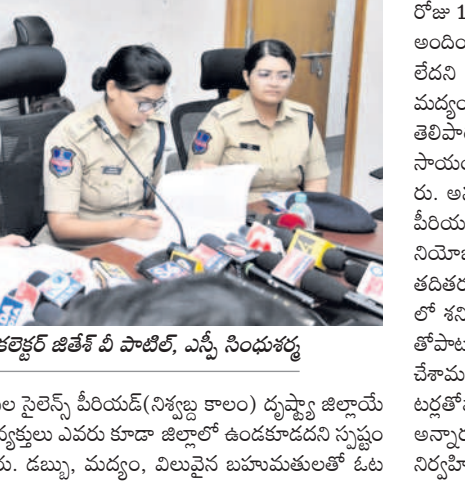 కలెక్టర్ జితేశ్ వీ పాటిల్, ఎస్పీ సింధుశర్మ
ల సైలెన్స్ పీరియడ్(నిశ్శబ్ద కాలం) దృష్ట్యా జిల్లాయే
వ్యక్తులు ఎవరు కూడా జిల్లాలో ఉండకూడదని స్పష్టం
రు. డబ్బు, మద్యం, విలువైన బహుమతులతో ఓట
రోజు 1
అందిం
లేదని
మద్యం
తెలిపా
సాయం
రు. అ
పీరియ
నియోజ
తదితర
లో శని
తోపాట
చేశామ
టర్లతో
అన్నార
నిర్వహి